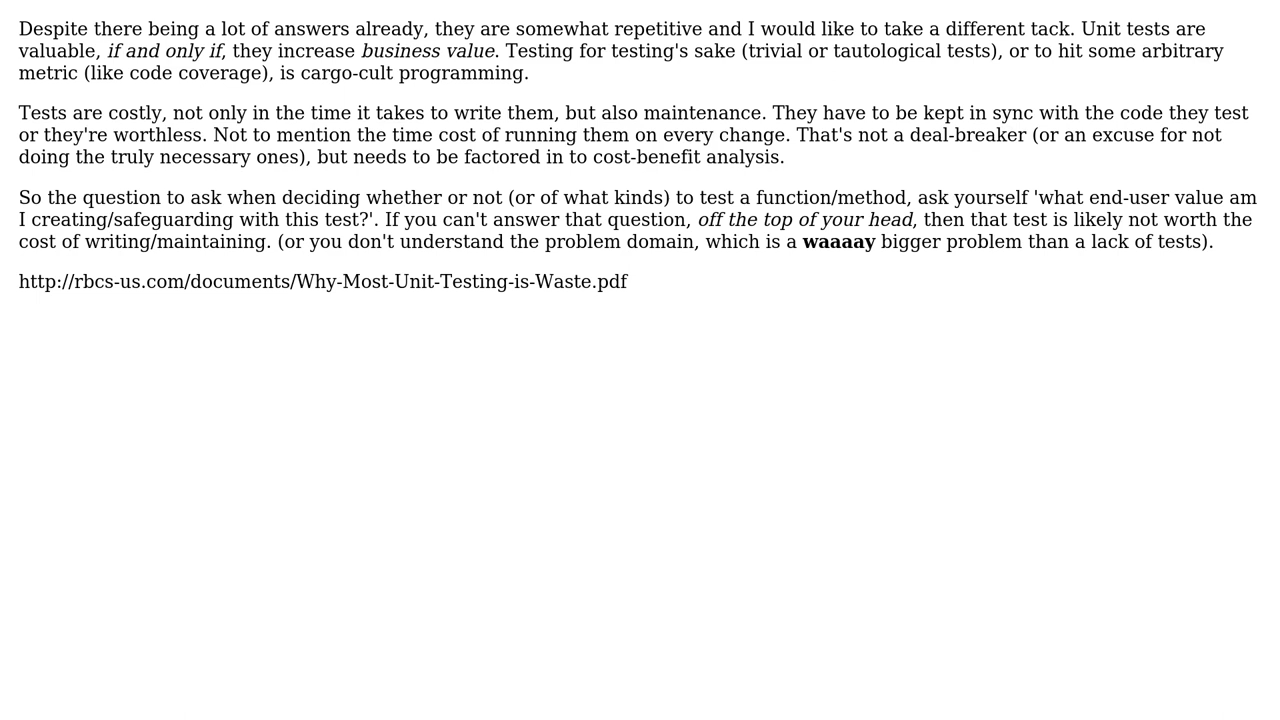 Despite there being a lot of answers already, they are somewhat repetitive and I would like to take a different tack. Unit tests are
valuable, if and only if, they increase business value. Testing for testing's sake (trivial or tautological tests), or to hit some arbitrary
metric (like code coverage), is cargo-cult programming.
Tests are costly, not only in the time it takes to write them, but also maintenance. They have to be kept in sync with the code they test
or they're worthless. Not to mention the time cost of running them on every change. That's not a deal-breaker (or an excuse for not
doing the truly necessary ones), but needs to be factored in to cost-benefit analysis.
So the question to ask when deciding whether or not (or of what kinds) to test a function/method, ask yourself 'what end-user value am
I creating/safeguarding with this test?'. If you can't answer that question, off the top of your head, then that test is likely not worth the
cost of writing/maintaining. (or you don't understand the problem domain, which is a waaaay bigger problem than a lack of tests).
http://rbcs-us.com/documents/Why-Most-Unit-Testing-is-Waste.pdf